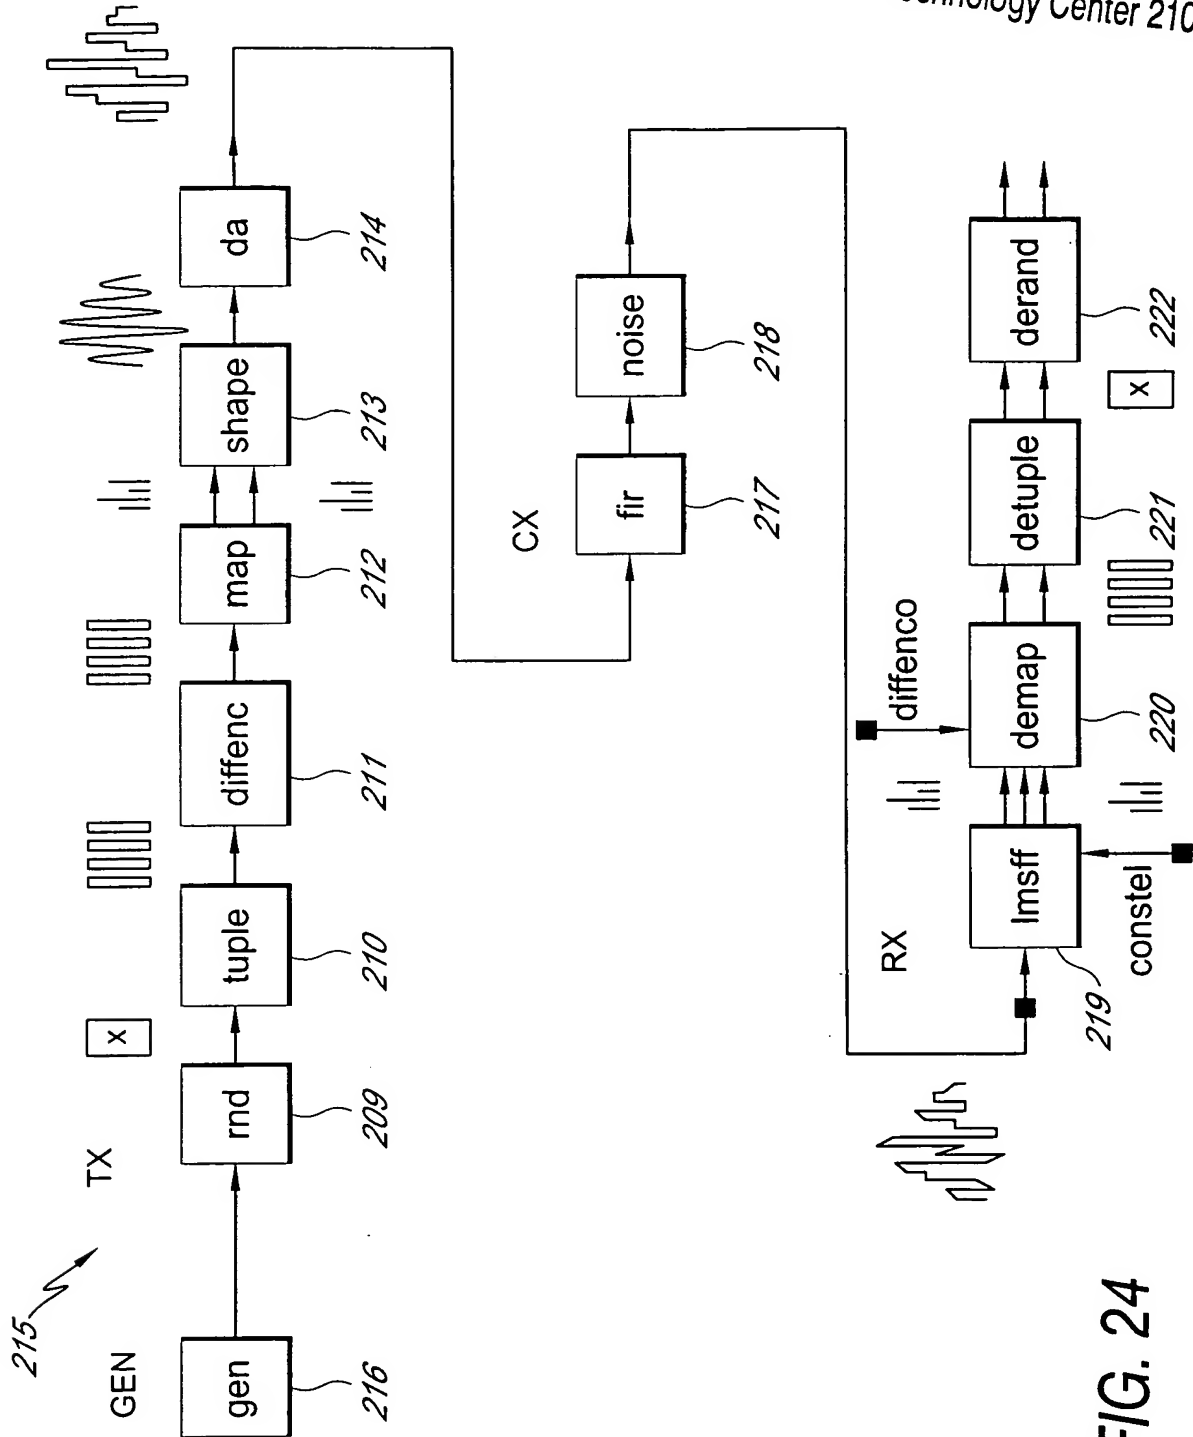 Technology Center 210
215
GEN
TX
gen
216
rnd
209
x
tuple
210
diffenc
211
map
212
shape
213
da
214
CX
fir
217
noise
218
RX
lmsff
219
constel
diffenco
demap
220
detuple
221
x
derand
222
FIG. 24